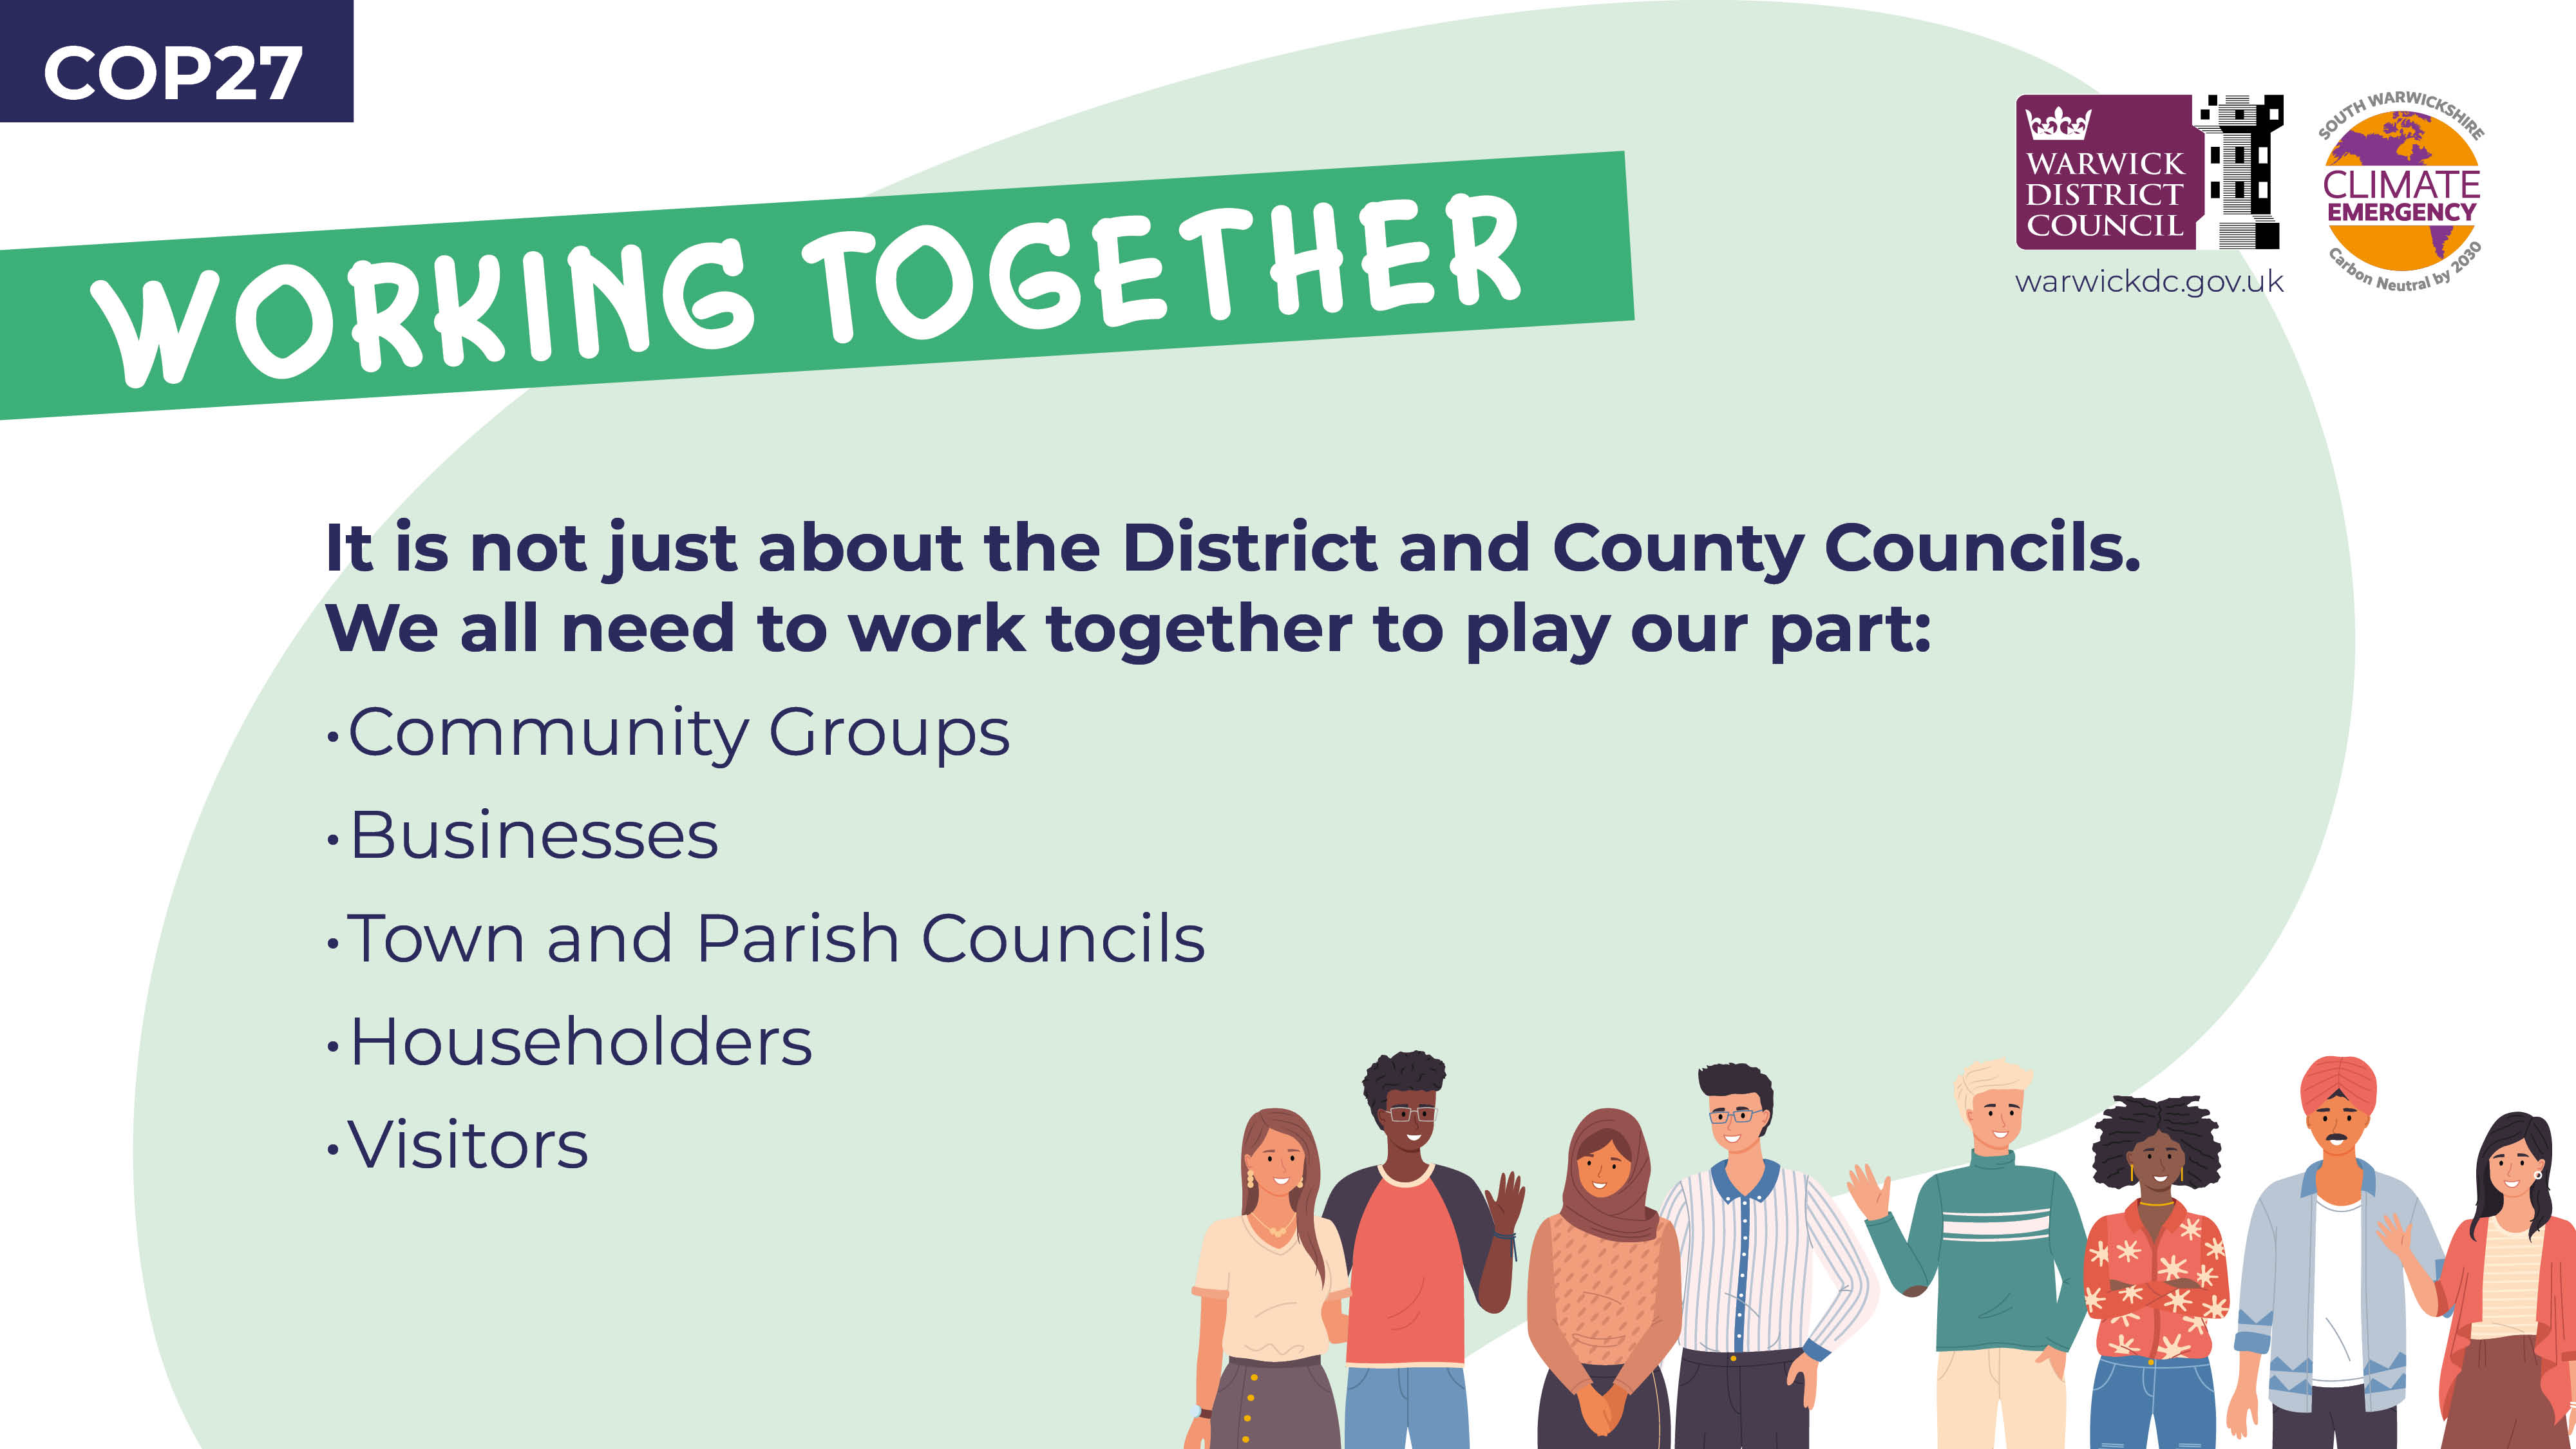 COP27
WORKING TOGETHER
WARWICK
DISTRICT
COUNCIL
warwickdc.gov.uk
SOUTH WARWICKSHIRE
CLIMATE
EMERGENCY
Carbon Neutral by 2030
It is not just about the District and County Councils.
We all need to work together to play our part:
•Community Groups
•Businesses
•Town and Parish Councils
•Householders
•Visitors